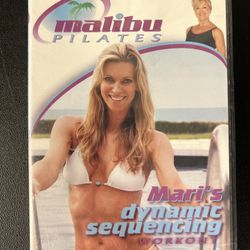 malibu
PILATES
Mari's
dynamic
sequencing
WORKOUT